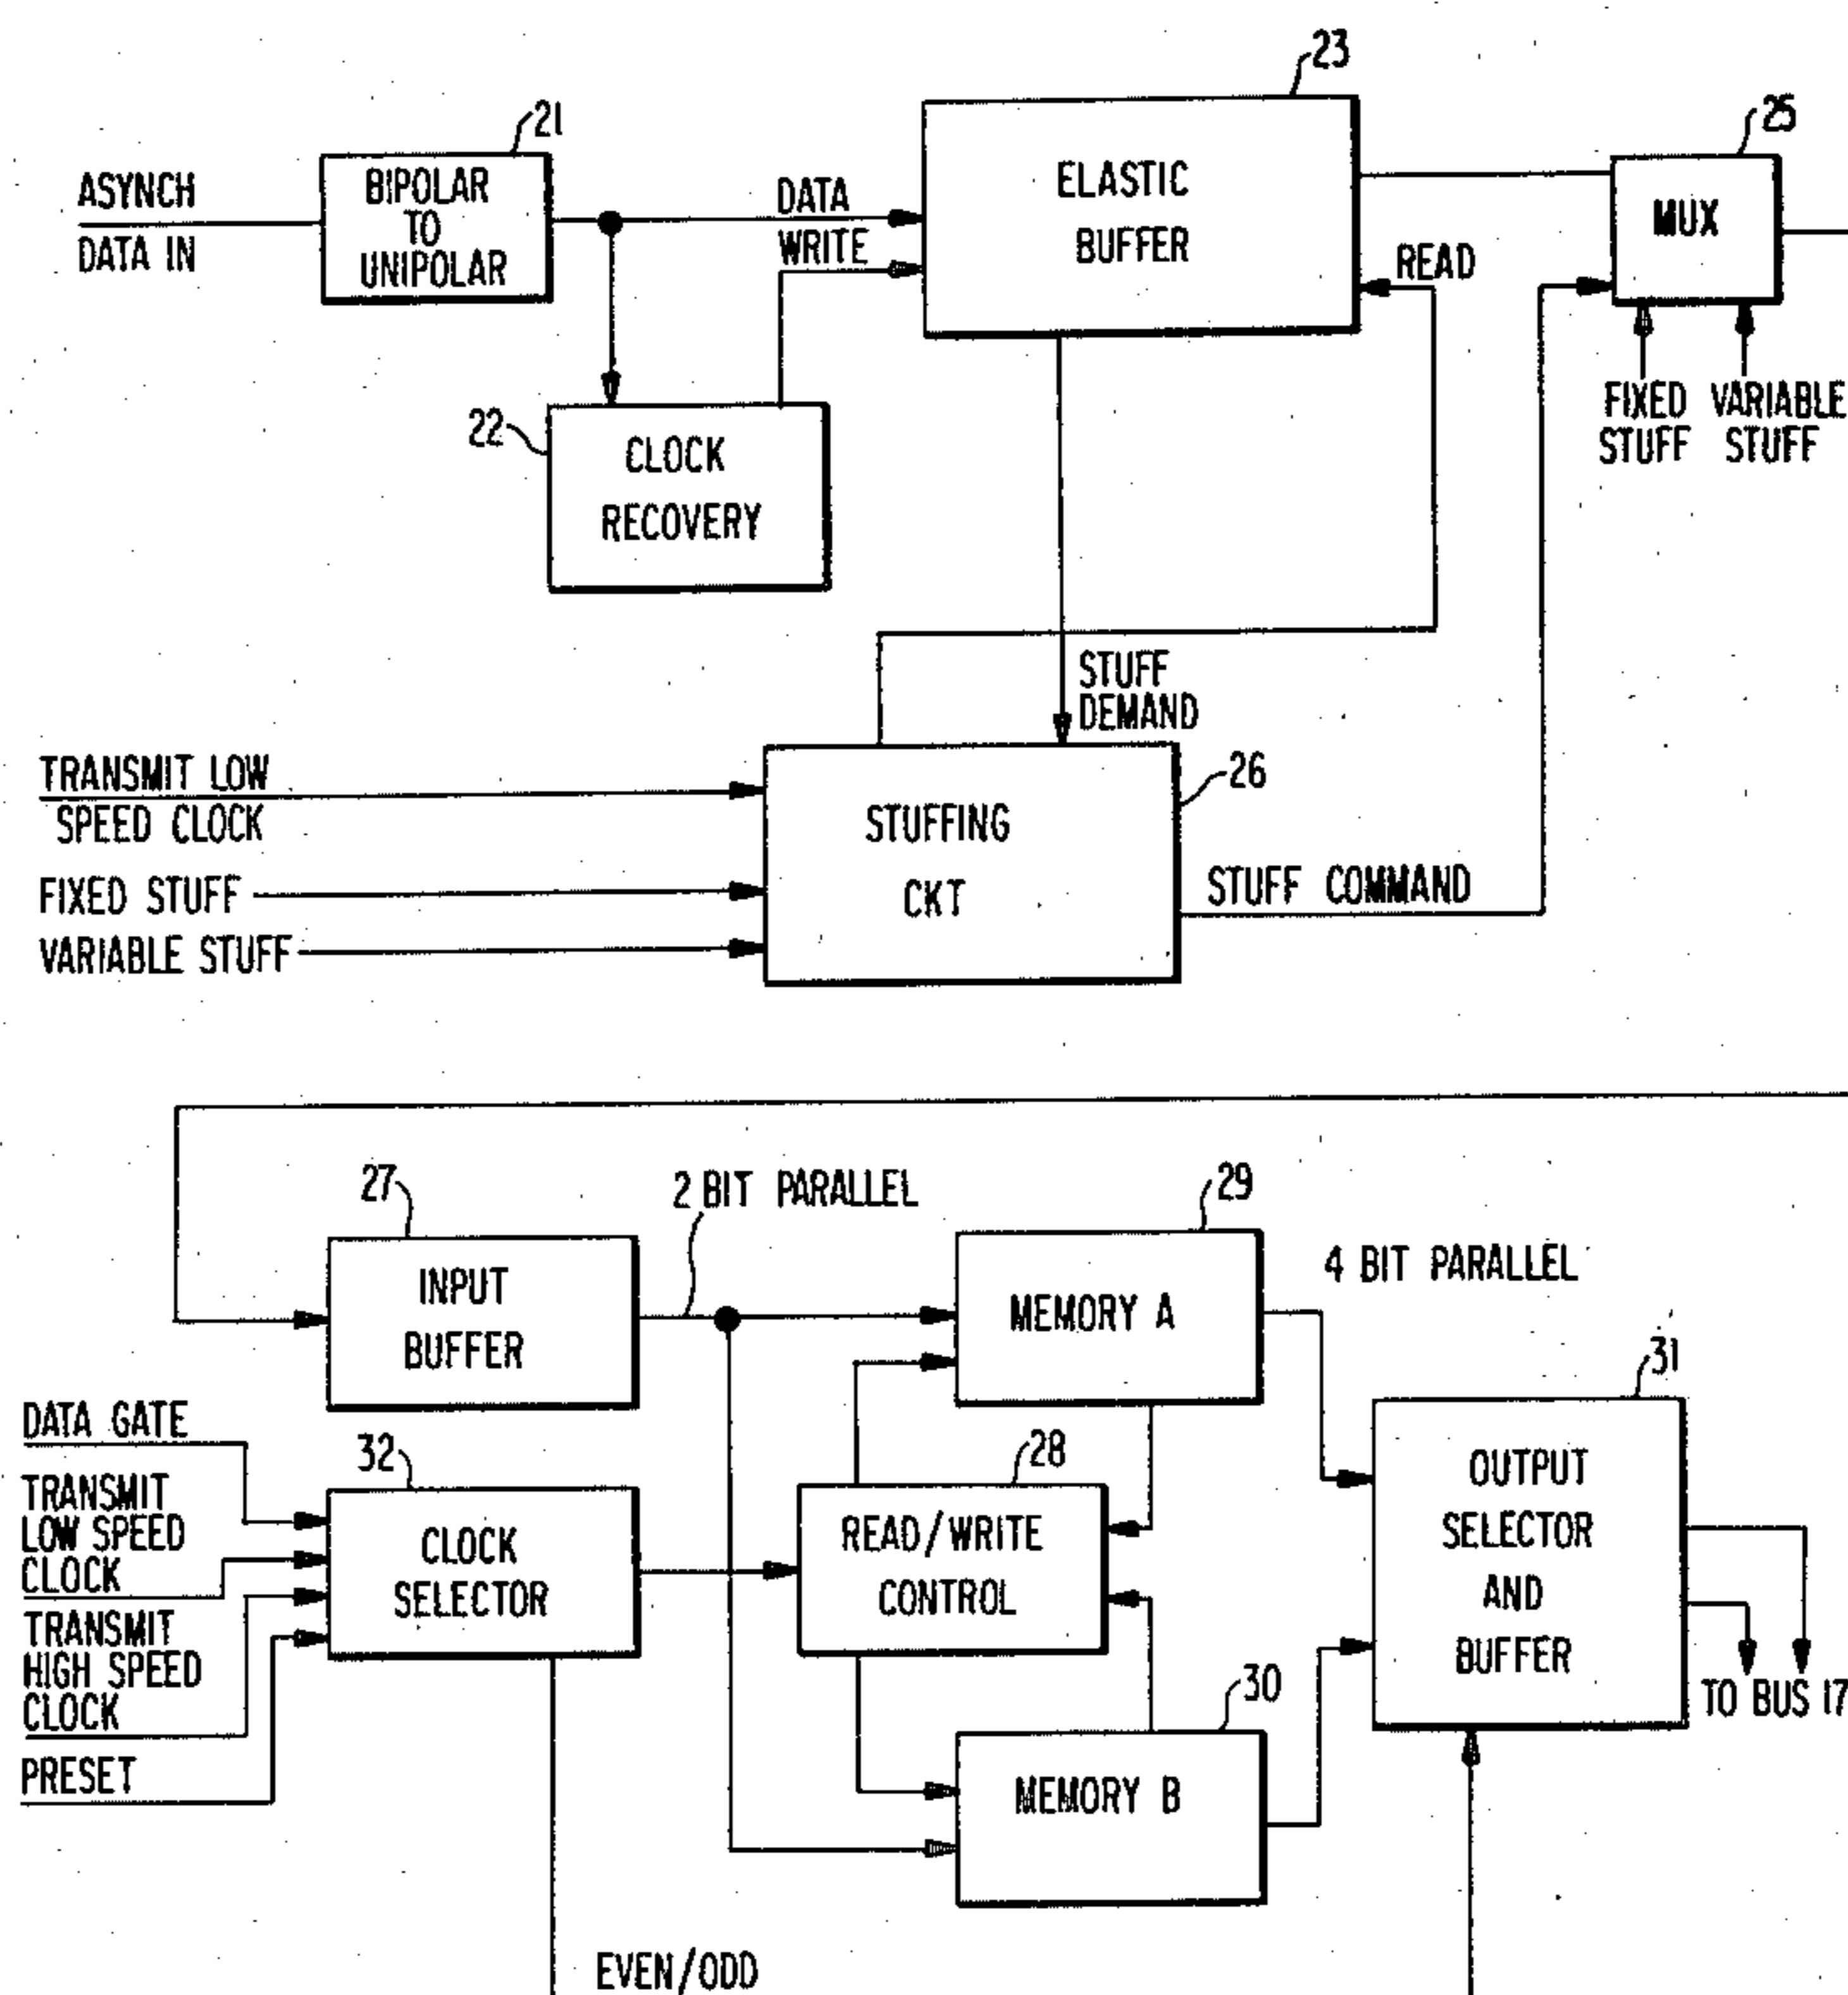 23
25
21
ASYNCH
DATA IN
BIPOLAR
TO
UNIPOLAR
DATA
WRITE
ELASTIC
BUFFER
READ
MUX
FIXED
STUFF
VARIABLE
STUFF
22
CLOCK
RECOVERY
STUFF
DEMAND
TRANSMIT LOW
SPEED CLOCK
FIXED STUFF
VARIABLE STUFF
STUFFING
CKT
26
STUFF COMMAND
27
2 BIT PARALLEL
29
INPUT
BUFFER
MEMORY A
4 BIT PARALLEL
31
DATA GATE
TRANSMIT
LOW SPEED
CLOCK
TRANSMIT
HIGH SPEED
CLOCK
PRESET
32
CLOCK
SELECTOR
28
READ/WRITE
CONTROL
OUTPUT
SELECTOR
AND
BUFFER
TO BUS 17
30
MEMORY B
EVEN/ODD